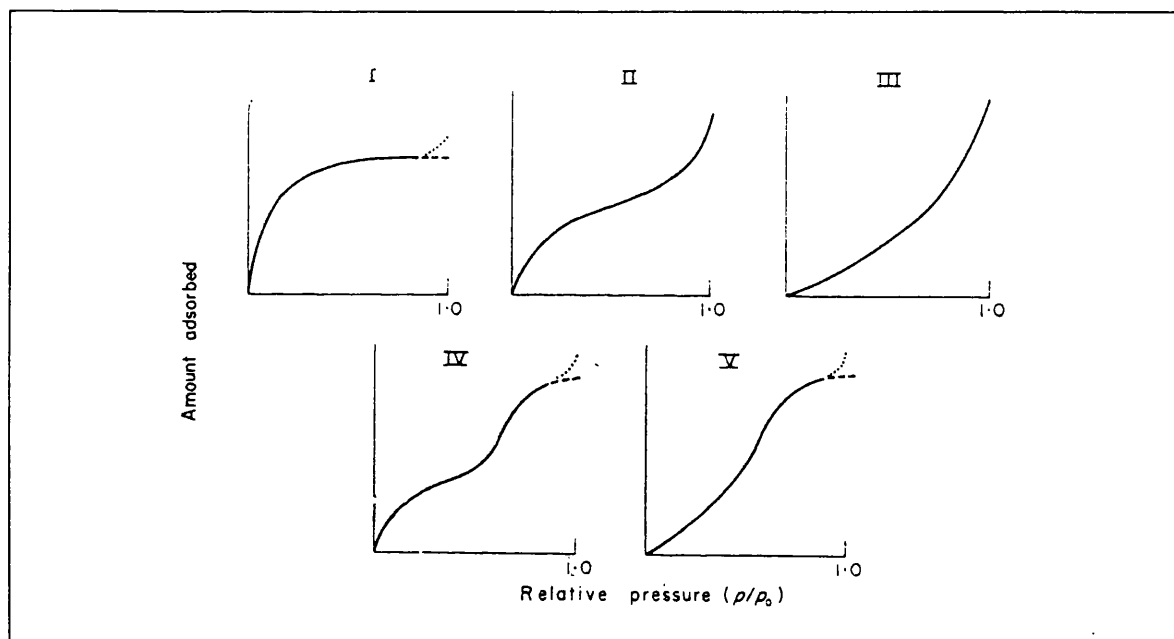 I II III
1·0 1·0 1·0
Amount adsorbed
IV V
1·0 1·0
Relative pressure (p/p₀)